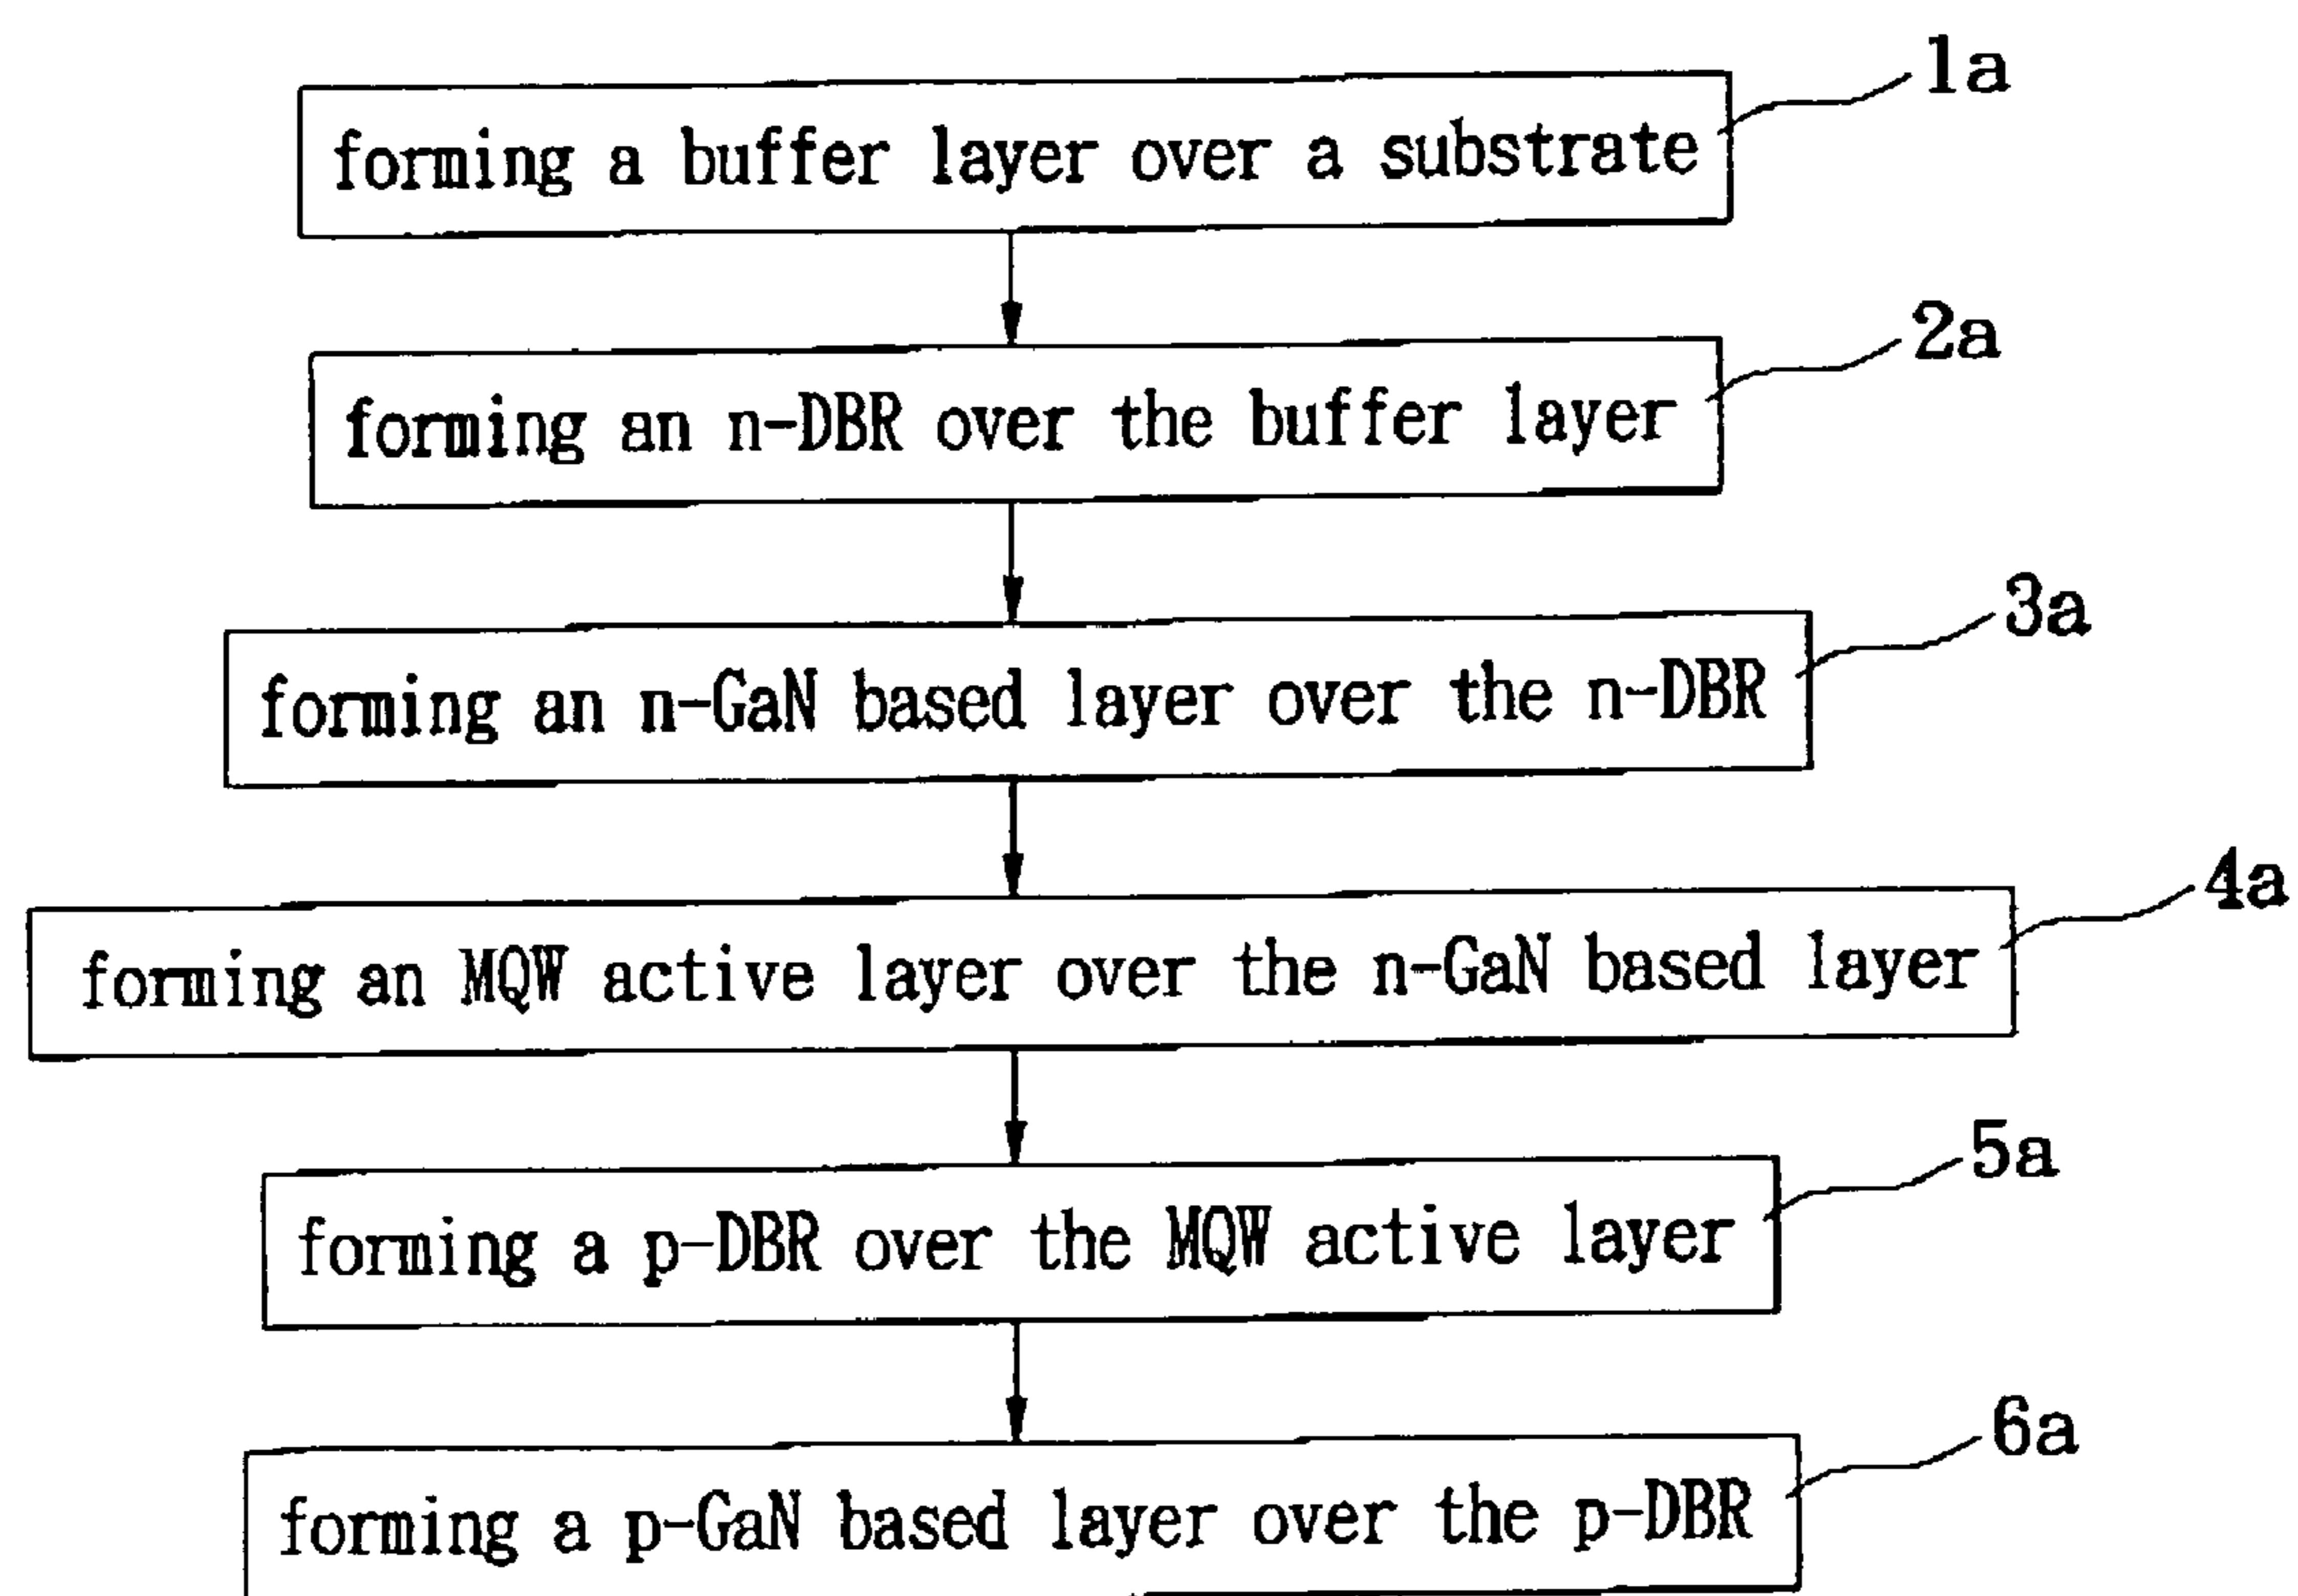 forming a buffer layer over a substrate
1a
forming an n-DBR over the buffer layer
2a
forming an n-GaN based layer over the n-DBR
3a
forming an MQW active layer over the n-GaN based layer
4a
forming a p-DBR over the MQW active layer
5a
forming a p-GaN based layer over the p-DBR
6a